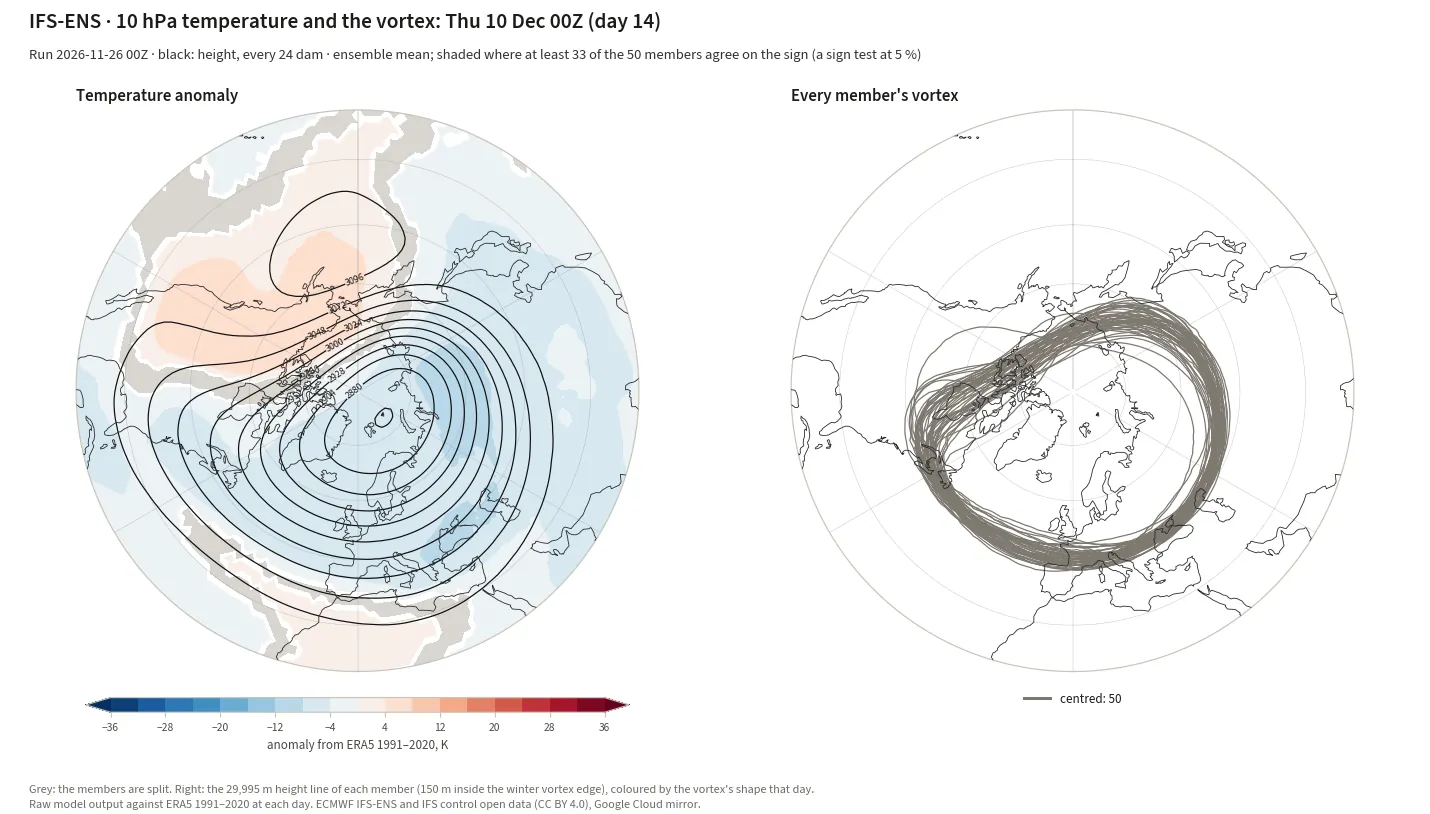 IFS-ENS · 10 hPa temperature and the vortex: Thu 10 Dec 00Z (day 14)
Run 2026-11-26 00Z · black: height, every 24 dam · ensemble mean; shaded where at least 33 of the 50 members agree on the sign (a sign test at 5 %)
Temperature anomaly
Every member's vortex
3096
3072
3048
3024
3000
2928
2880
centred: 50
−36 −28 −20 −12 −4 4 12 20 28 36
anomaly from ERA5 1991–2020, K
Grey: the members are split. Right: the 29,995 m height line of each member (150 m inside the winter vortex edge), coloured by the vortex's shape that day.
Raw model output against ERA5 1991–2020 at each day. ECMWF IFS-ENS and IFS control open data (CC BY 4.0), Google Cloud mirror.